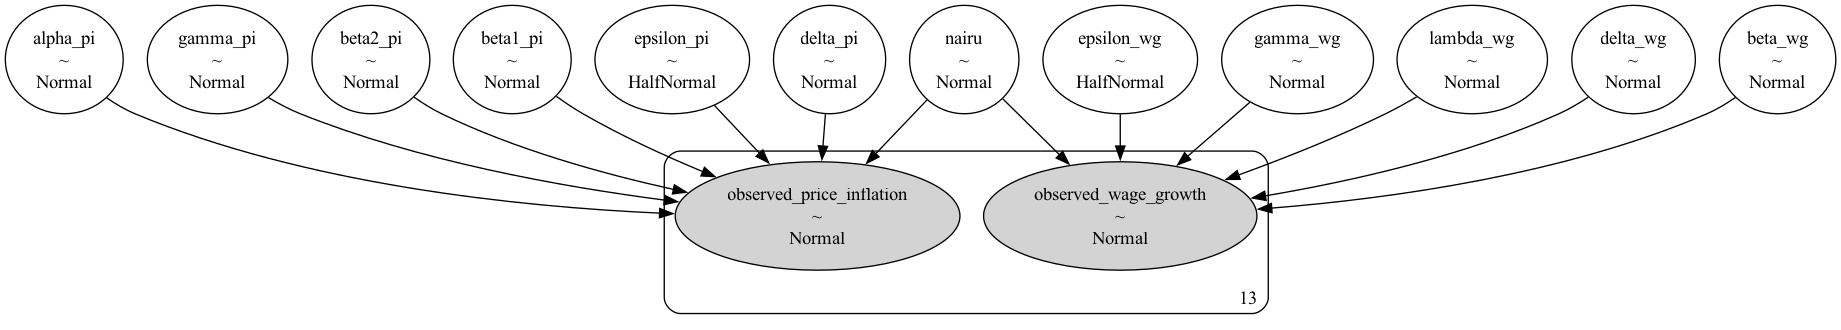 alpha_pi
~
Normal
gamma_pi
~
Normal
beta2_pi
~
Normal
beta1_pi
~
Normal
epsilon_pi
~
HalfNormal
delta_pi
~
Normal
nairu
~
Normal
epsilon_wg
~
HalfNormal
gamma_wg
~
Normal
lambda_wg
~
Normal
delta_wg
~
Normal
beta_wg
~
Normal
observed_price_inflation
~
Normal
observed_wage_growth
~
Normal
13